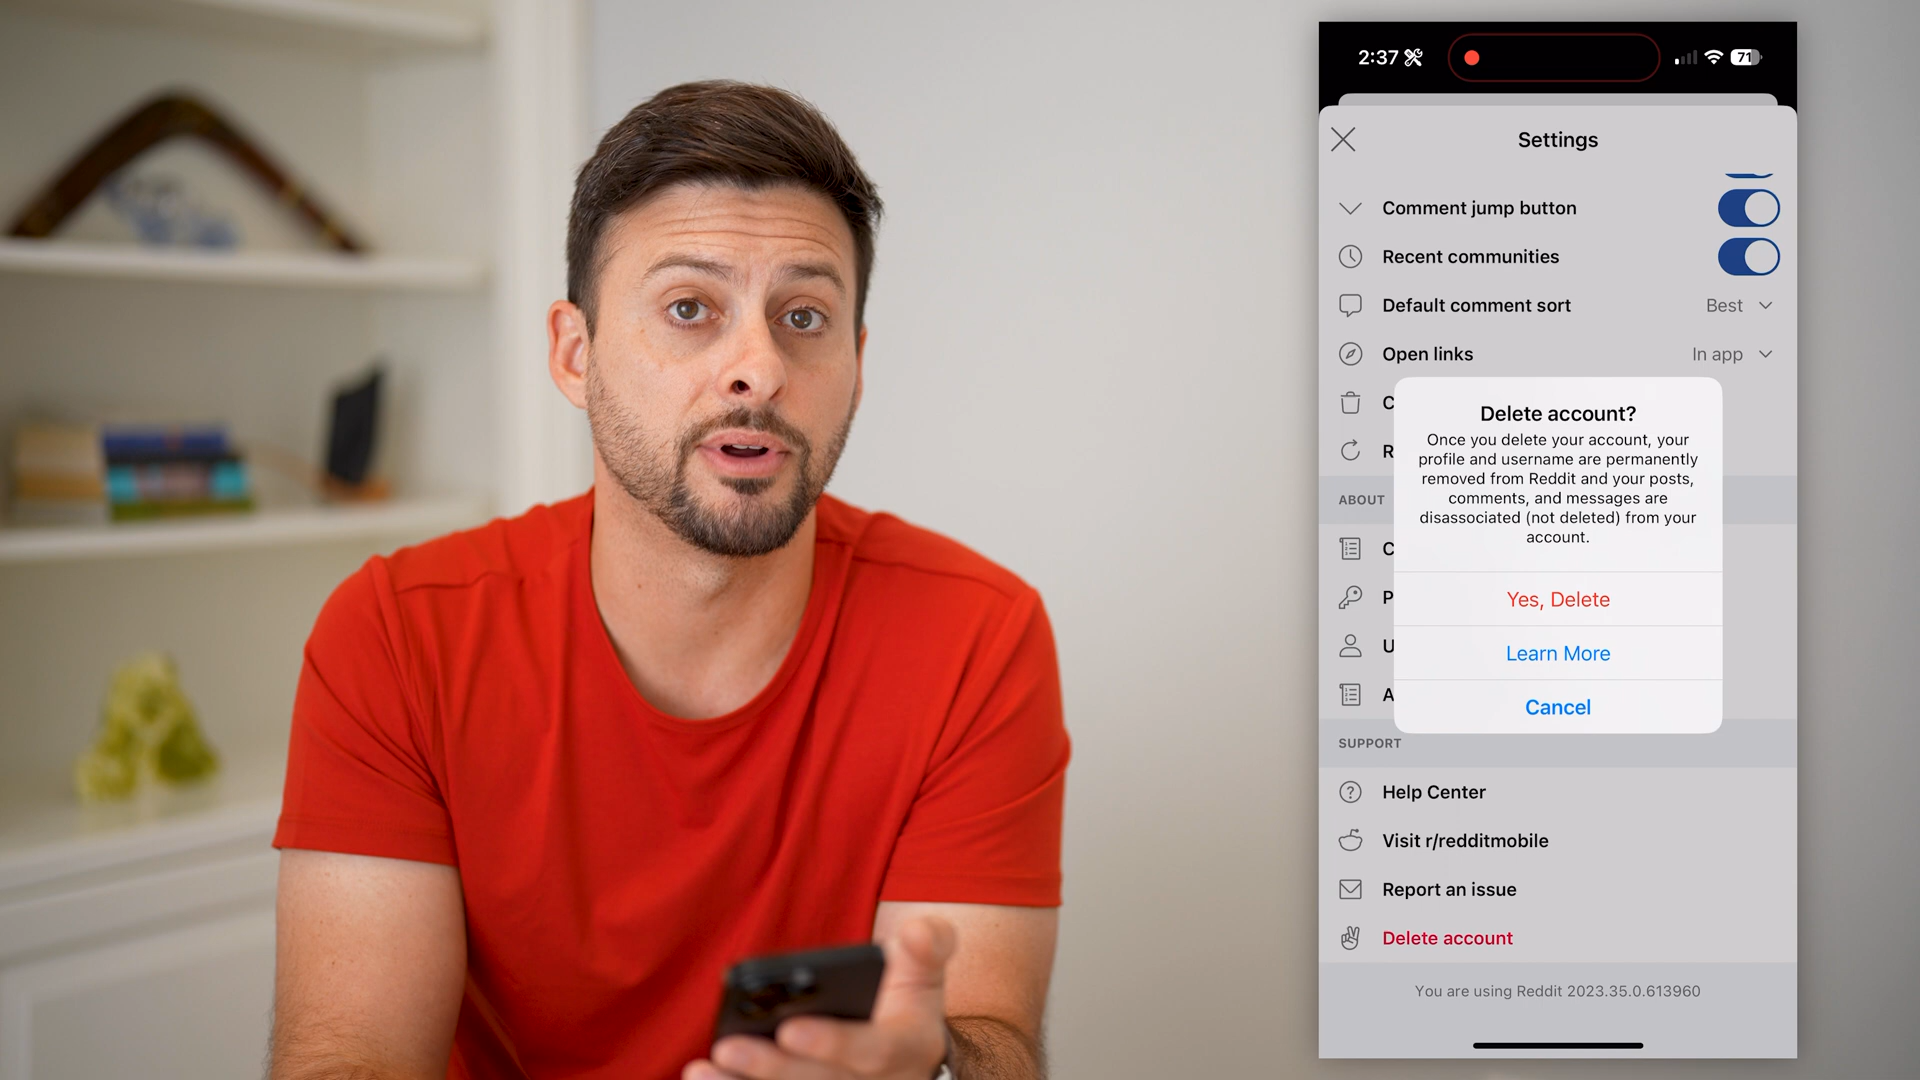 2:37
71
Settings
Comment jump button
Recent communities
Default comment sort Best
Open links In app
C
R
Delete account?
Once you delete your account, your
profile and username are permanently
removed from Reddit and your posts,
comments, and messages are
disassociated (not deleted) from your
account.
Yes, Delete
Learn More
Cancel
ABOUT
C
P
U
A
SUPPORT
Help Center
Visit r/redditmobile
Report an issue
Delete account
You are using Reddit 2023.35.0.613960